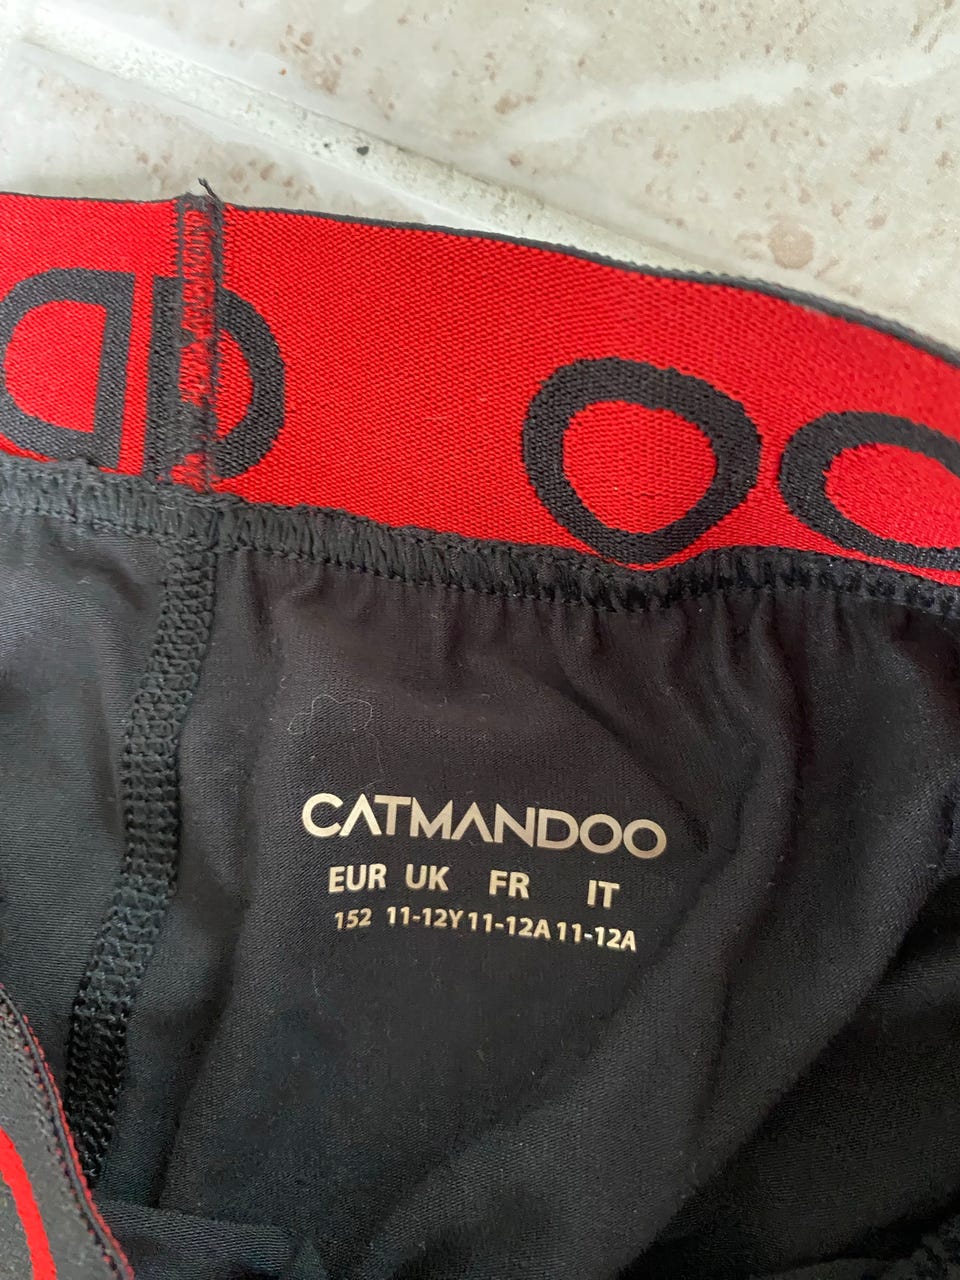 CATMANDOO
EUR UK FR IT
152 11-12Y 11-12A 11-12A